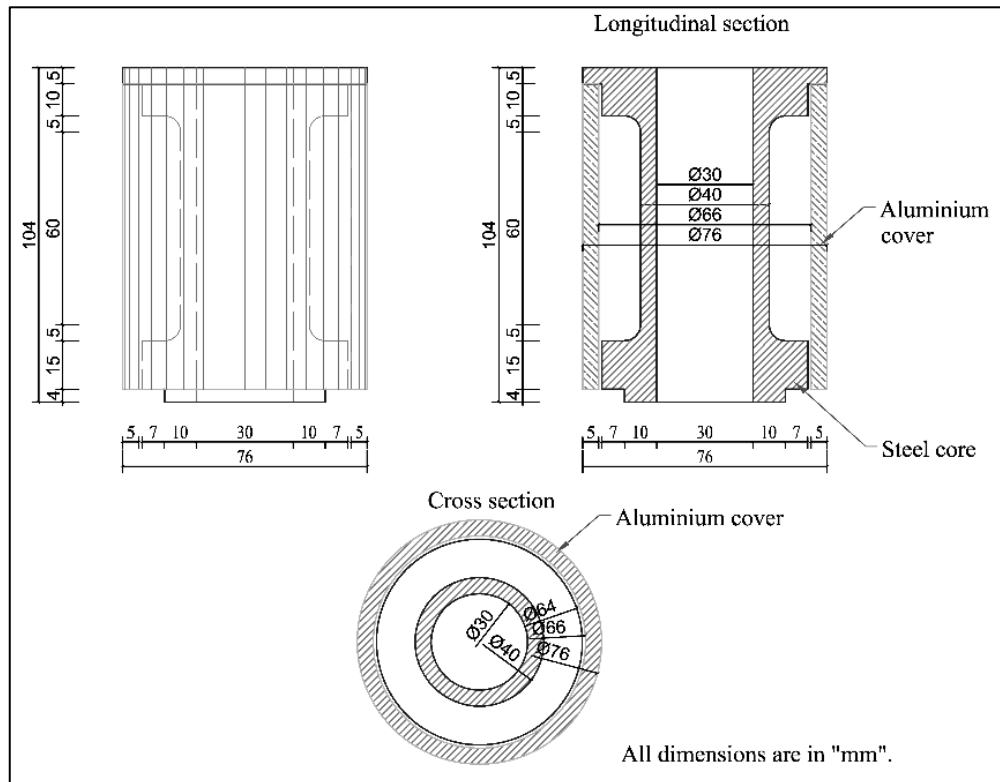 Longitudinal section
5
10
5
60
5
15
4
104
5 7 10 30 10 7 5
76
5
10
5
60
5
15
4
104
Ø30
Ø40
Ø66
Ø76
Aluminium
cover
Steel core
5 7 10 30 10 7 5
76
Cross section
Aluminium cover
Ø30
Ø40
Ø64
Ø66
Ø76
All dimensions are in "mm".